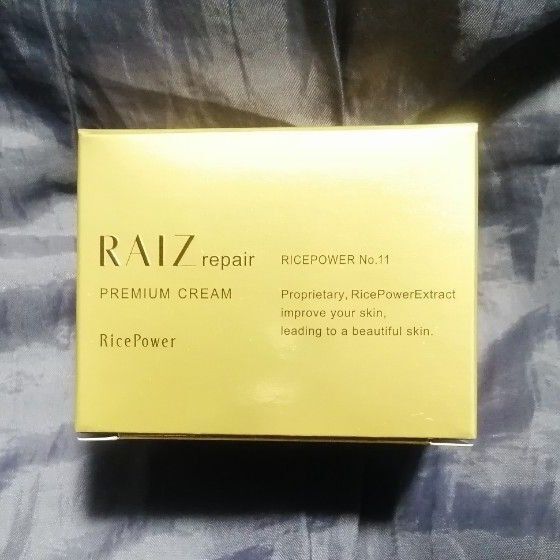 RAIZ repair
PREMIUM CREAM
RicePower
RICEPOWER No.11
Proprietary, RicePowerExtract
improve your skin,
leading to a beautiful skin.